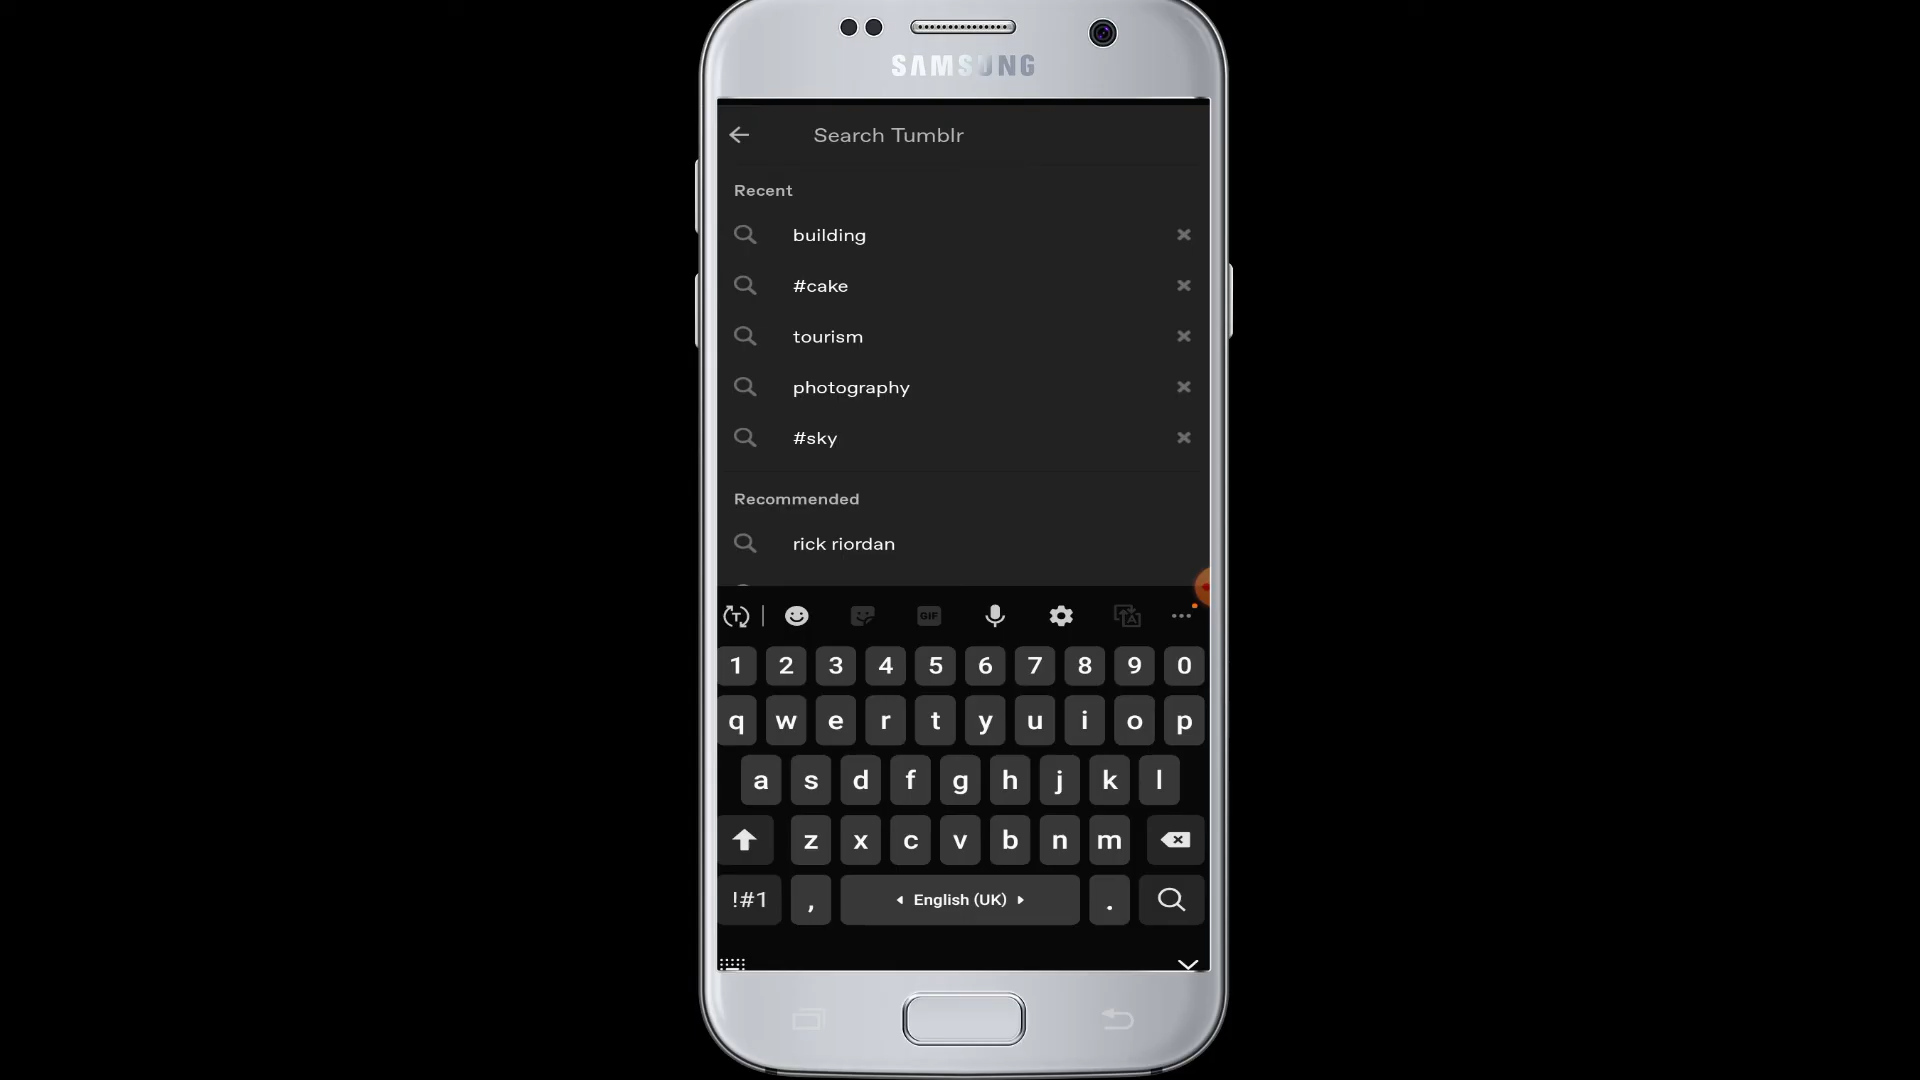 SAMSUNG
Search Tumblr
Recent
building
#cake
tourism
photography
#sky
Recommended
rick riordan
T GIF A
1 2 3 4 5 6 7 8 9 0
q w e r t y u i o p
a s d f g h j k l
z x c v b n m
!#1 , English (UK) .